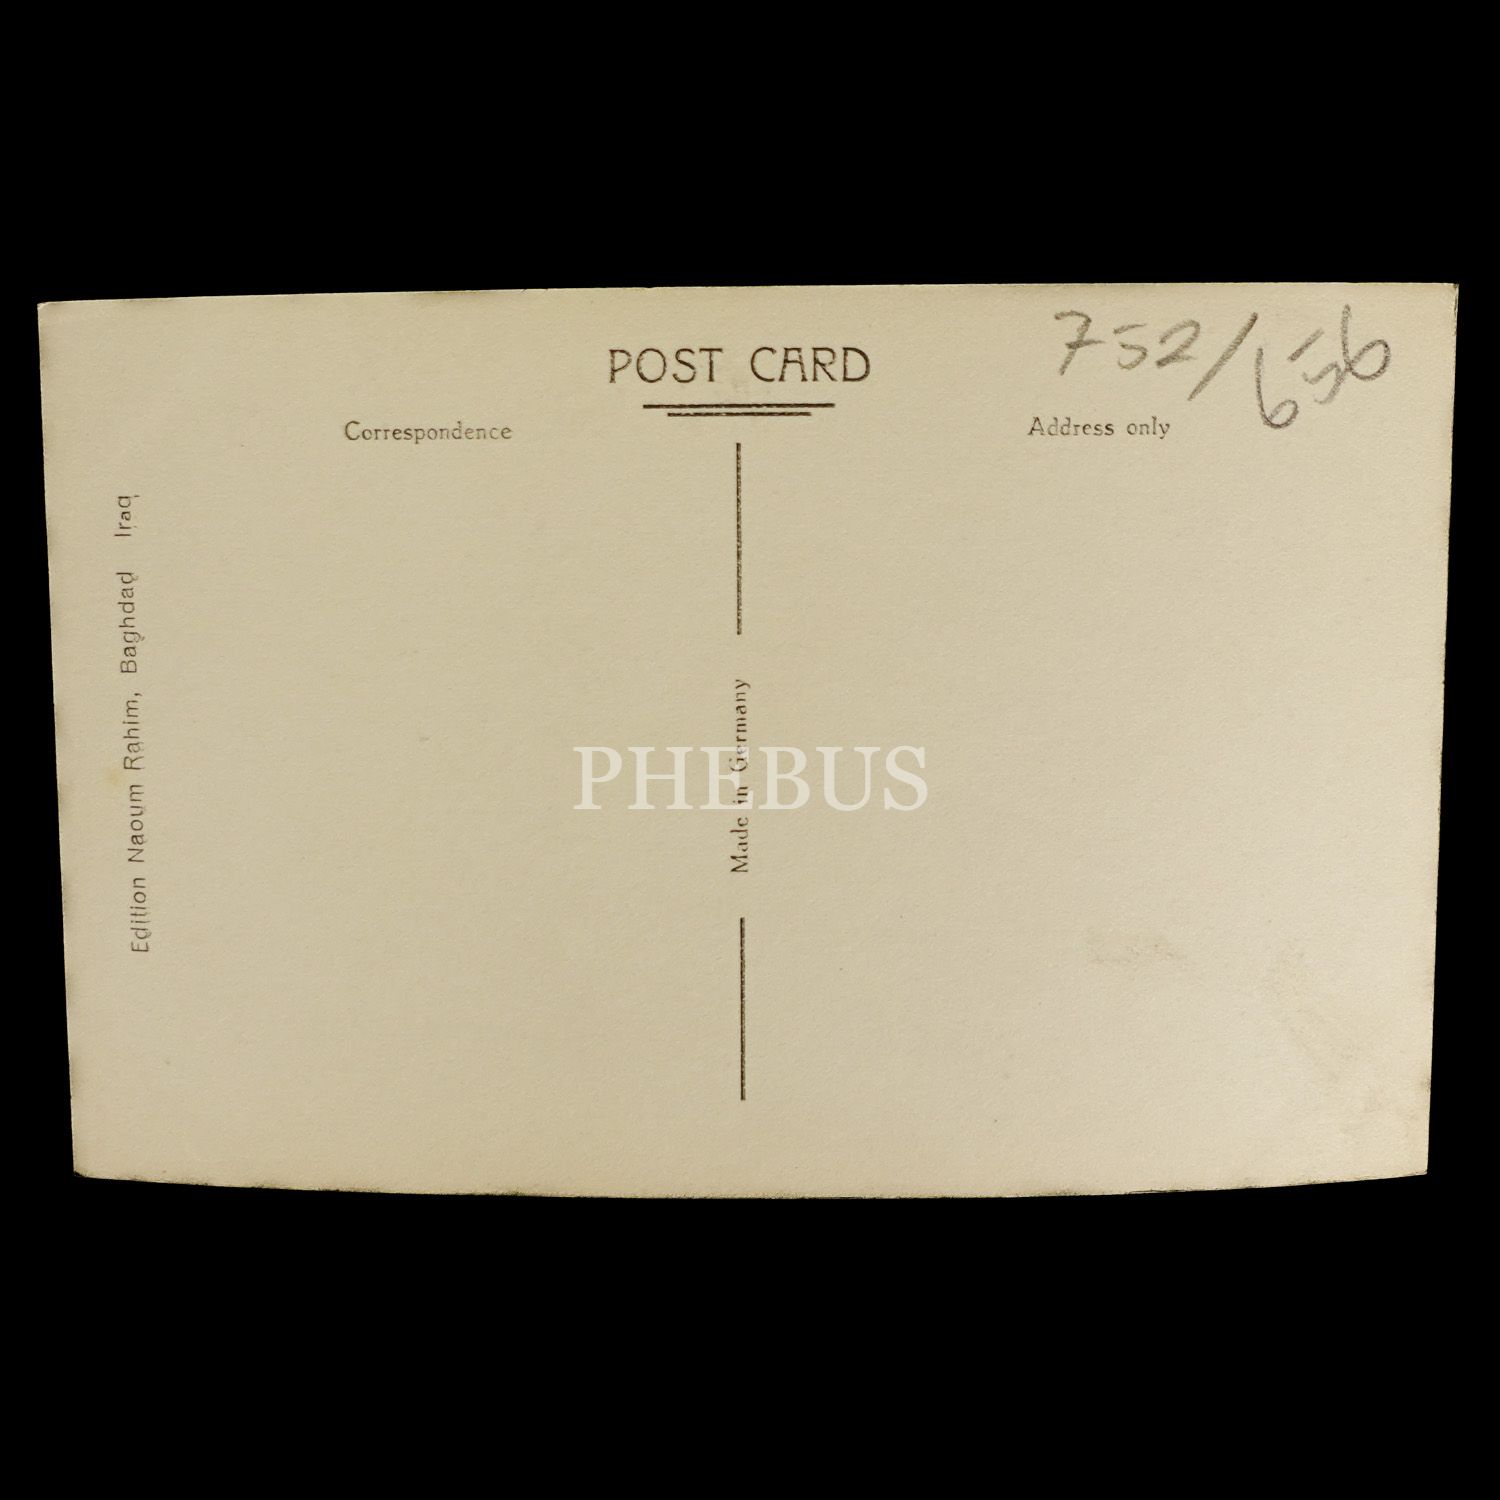 POST CARD
752/656
Correspondence
Address only
Edition Naoum Rahim, Baghdad Iraq
Made in Germany
PHEBUS